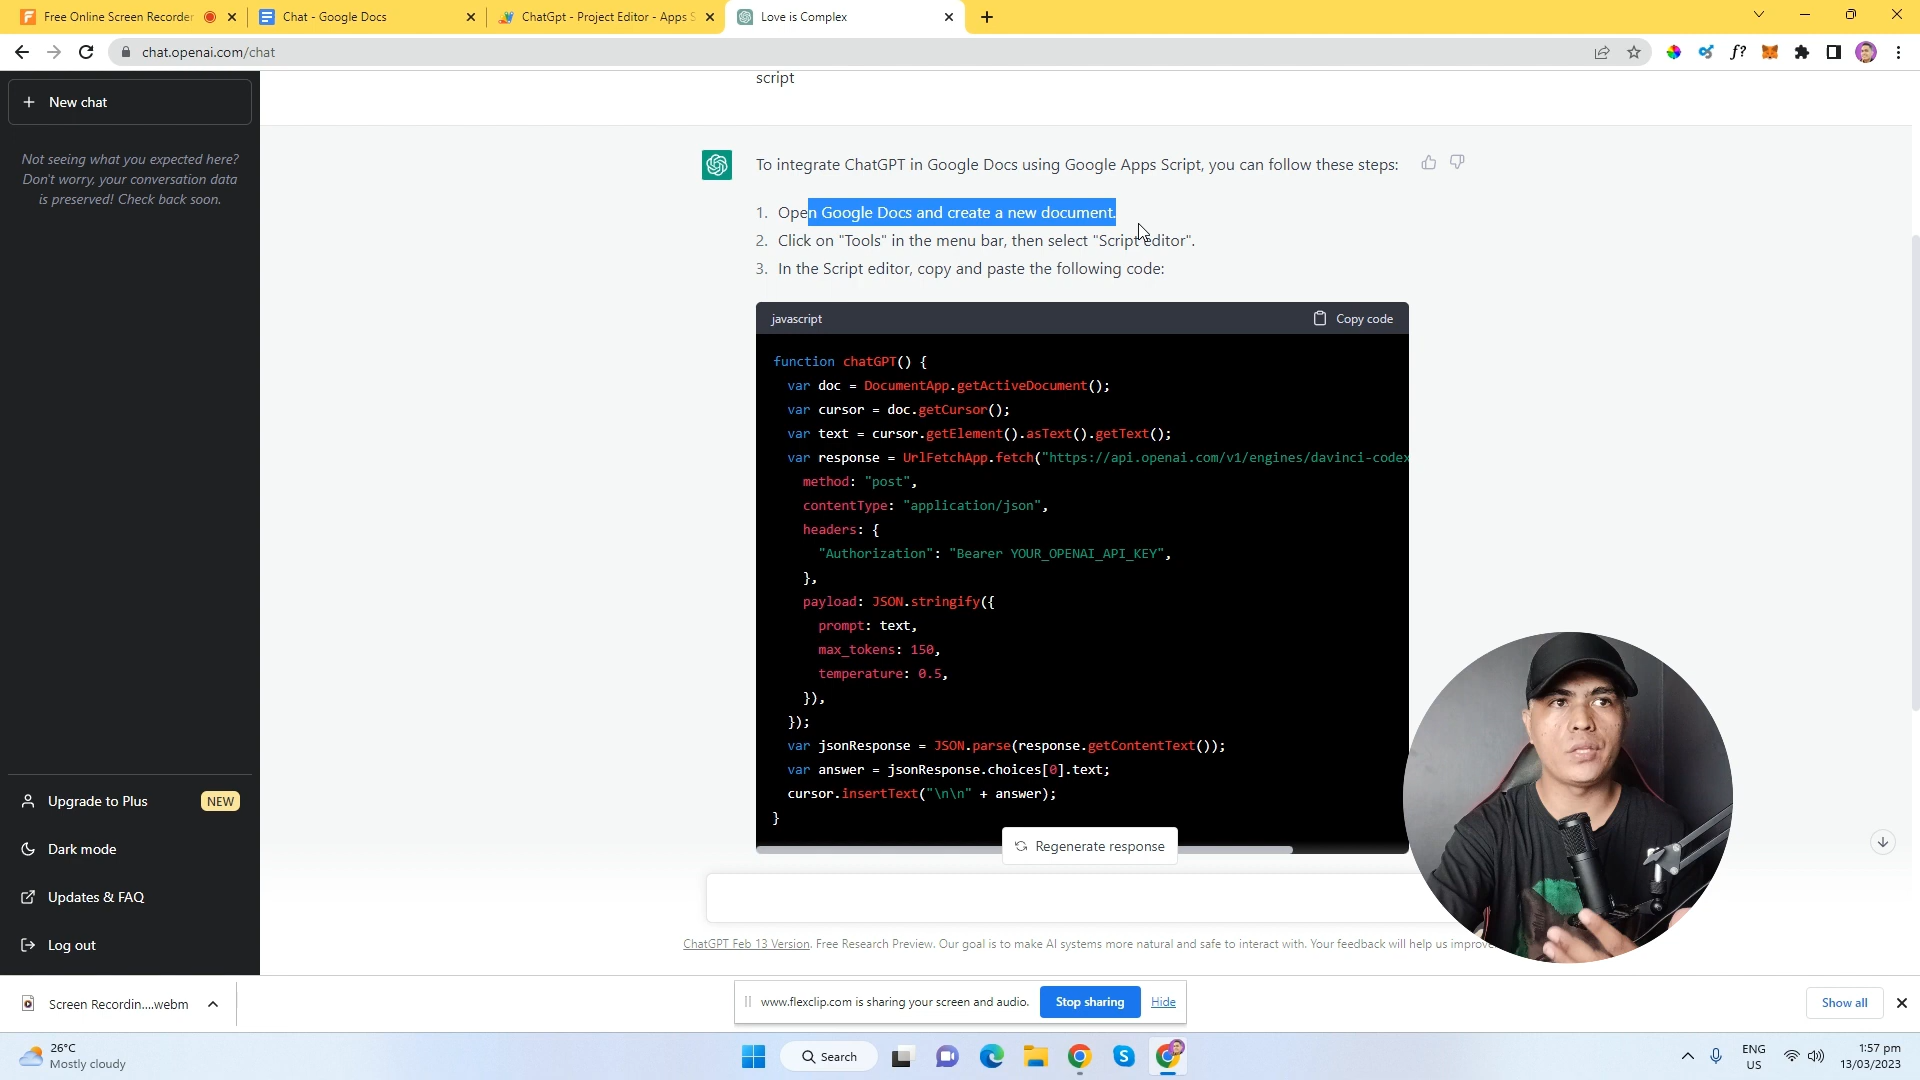 Free Online Screen Recorder
Chat - Google Docs
ChatGpt - Project Editor - Apps S
Love is Complex
chat.openai.com/chat
f?
New chat
script
Not seeing what you expected here?
Don't worry, your conversation data
is preserved! Check back soon.
To integrate ChatGPT in Google Docs using Google Apps Script, you can follow these steps:
1. Open Google Docs and create a new document.
2. Click on "Tools" in the menu bar, then select "Script editor".
3. In the Script editor, copy and paste the following code:
javascript
Copy code
function chatGPT() {
var doc = DocumentApp.getActiveDocument();
var cursor = doc.getCursor();
var text = cursor.getElement().asText().getText();
var response = UrlFetchApp.fetch("https://api.openai.com/v1/engines/davinci-codex
method: "post",
contentType: "application/json",
headers: {
"Authorization": "Bearer YOUR_OPENAI_API_KEY",
},
payload: JSON.stringify({
prompt: text,
max_tokens: 150,
temperature: 0.5,
}),
});
var jsonResponse = JSON.parse(response.getContentText());
var answer = jsonResponse.choices[0].text;
cursor.insertText("\n\n" + answer);
}
Regenerate response
Upgrade to Plus
NEW
Dark mode
Updates & FAQ
Log out
ChatGPT Feb 13 Version. Free Research Preview. Our goal is to make AI systems more natural and safe to interact with. Your feedback will help us improve
Screen Recordin....webm
www.flexclip.com is sharing your screen and audio.
Stop sharing
Hide
Show all
26°C
Mostly cloudy
Search
S
ENG
US
1:57 pm
13/03/2023